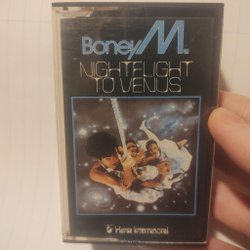 Boney M.
NIGHTFLIGHT
TO VENUS
Hansa International